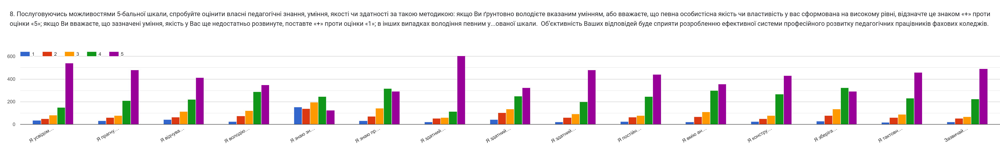 8. Послуговуючись можливостями 5-бальної шкали, спробуйте оцінити власні педагогічні знання, уміння, якості чи здатності за такою методикою: якщо Ви ґрунтовно володієте вказаним умінням, або вважаєте, що певна особистісна якість чи властивість у вас сформована на високому рівні, відзначте це знаком «+» проти
оцінки «5»; якщо Ви вважаєте, що зазначені уміння, якість у Вас ще недостатньо розвинуте, поставте «+» проти оцінки «1»; в інших випадках володіння певним у...ованої шкали. Об’єктивність Ваших відповідей буде сприяти розробленню ефективної системи професійного розвитку педагогічних працівників фахових коледжів.
1 2 3 4 5
600
400
200
0
Я усвідом…
Я прагну…
Я відчува…
Я володію…
Я знаю зн…
Я знаю пр…
Я здатний…
Я здатний…
Я здатний…
Я постійн…
Я вмію ан…
Я констру…
Я зберіга…
Я тактовн…
Зазвичай…